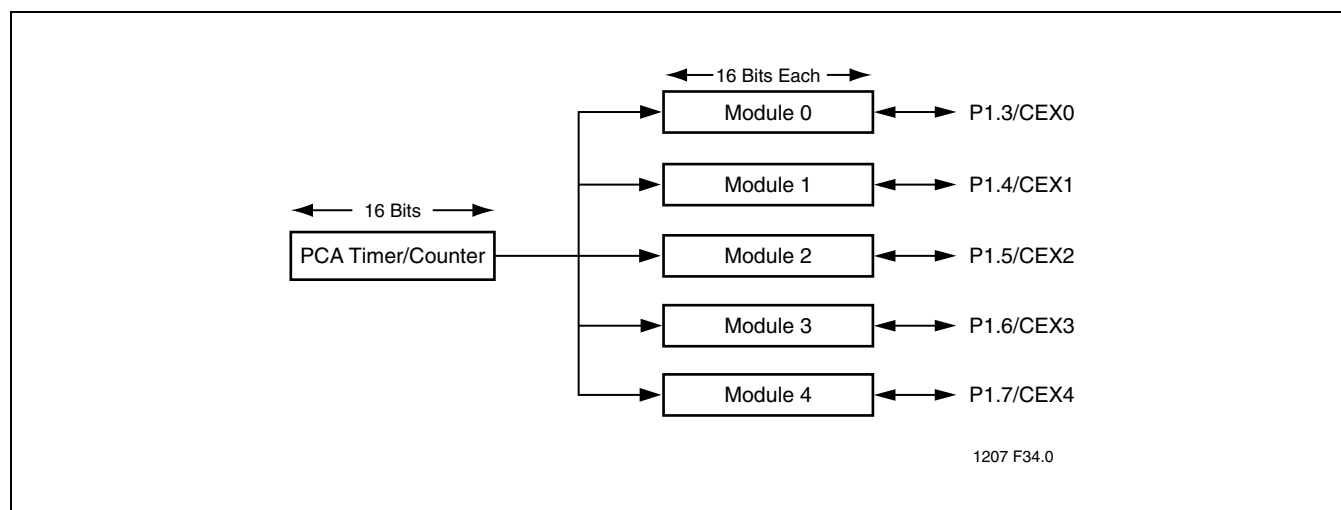 16 Bits Each
Module 0
P1.3/CEX0
Module 1
P1.4/CEX1
16 Bits
PCA Timer/Counter
Module 2
P1.5/CEX2
Module 3
P1.6/CEX3
Module 4
P1.7/CEX4
1207 F34.0